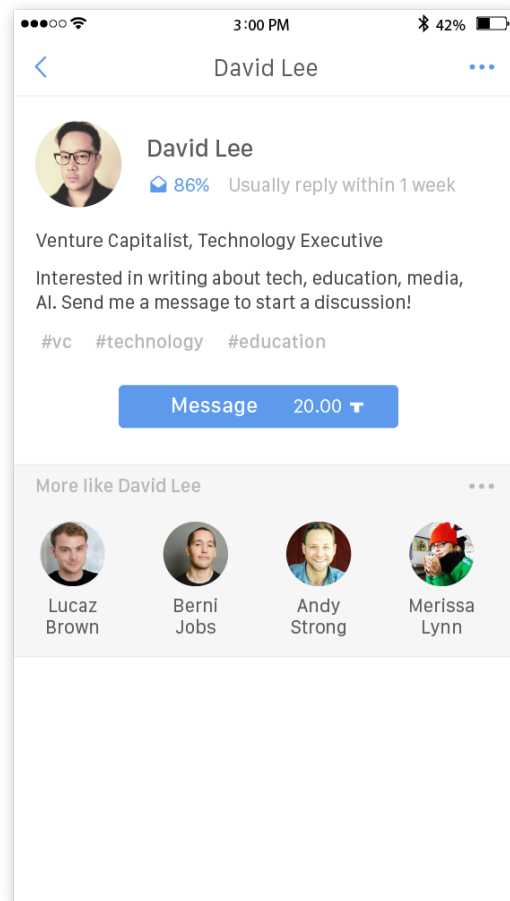 3:00 PM
42%
David Lee
David Lee
86% Usually reply within 1 week
Venture Capitalist, Technology Executive
Interested in writing about tech, education, media,
AI. Send me a message to start a discussion!
#vc #technology #education
Message 20.00
More like David Lee
Lucaz
Brown
Berni
Jobs
Andy
Strong
Merissa
Lynn